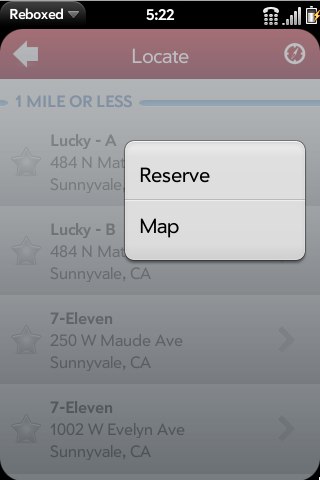 Reboxed
5:22
Locate
1 MILE OR LESS
Lucky - A
484 N Mat
Sunnyvale,
Reserve
Map
Lucky - B
484 N Mat
Sunnyvale, CA
7-Eleven
250 W Maude Ave
Sunnyvale, CA
7-Eleven
1002 W Evelyn Ave
Sunnyvale, CA